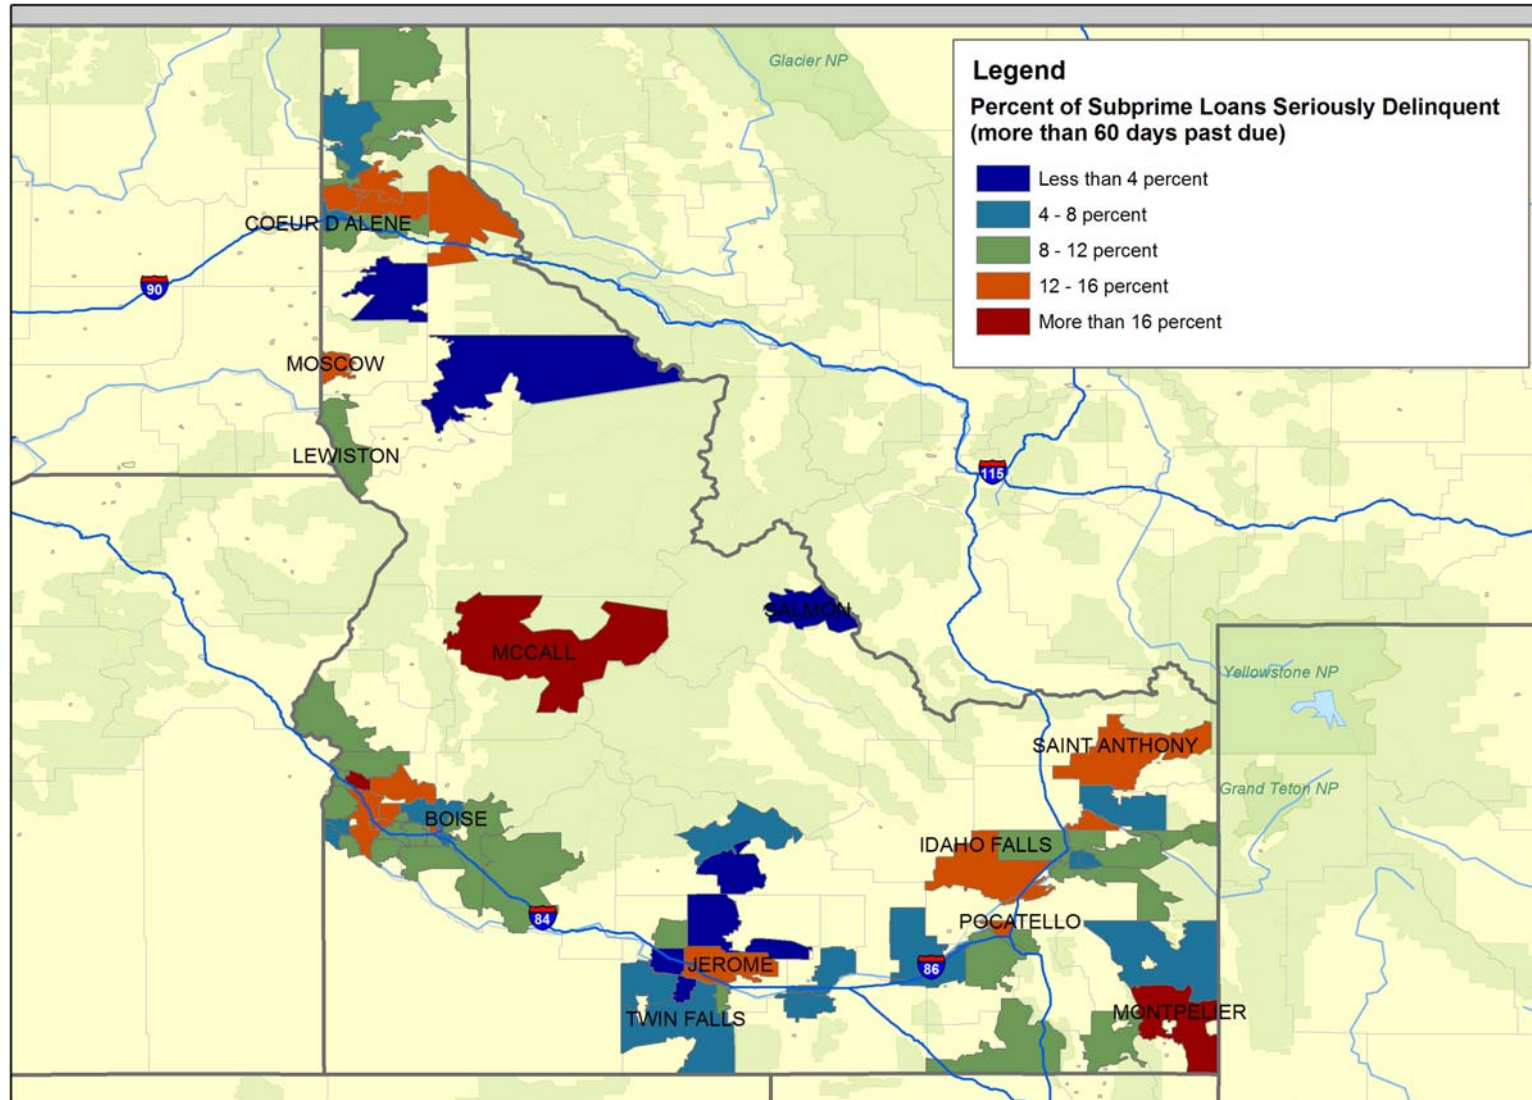 Glacier NP
Legend
Percent of Subprime Loans Seriously Delinquent
(more than 60 days past due)
Less than 4 percent
4 - 8 percent
8 - 12 percent
12 - 16 percent
More than 16 percent
COEUR D ALENE
90
MOSCOW
LEWISTON
115
SALMON
MCCALL
Yellowstone NP
SAINT ANTHONY
Grand Teton NP
BOISE
IDAHO FALLS
84
POCATELLO
JEROME
86
MONTPELIER
TWIN FALLS